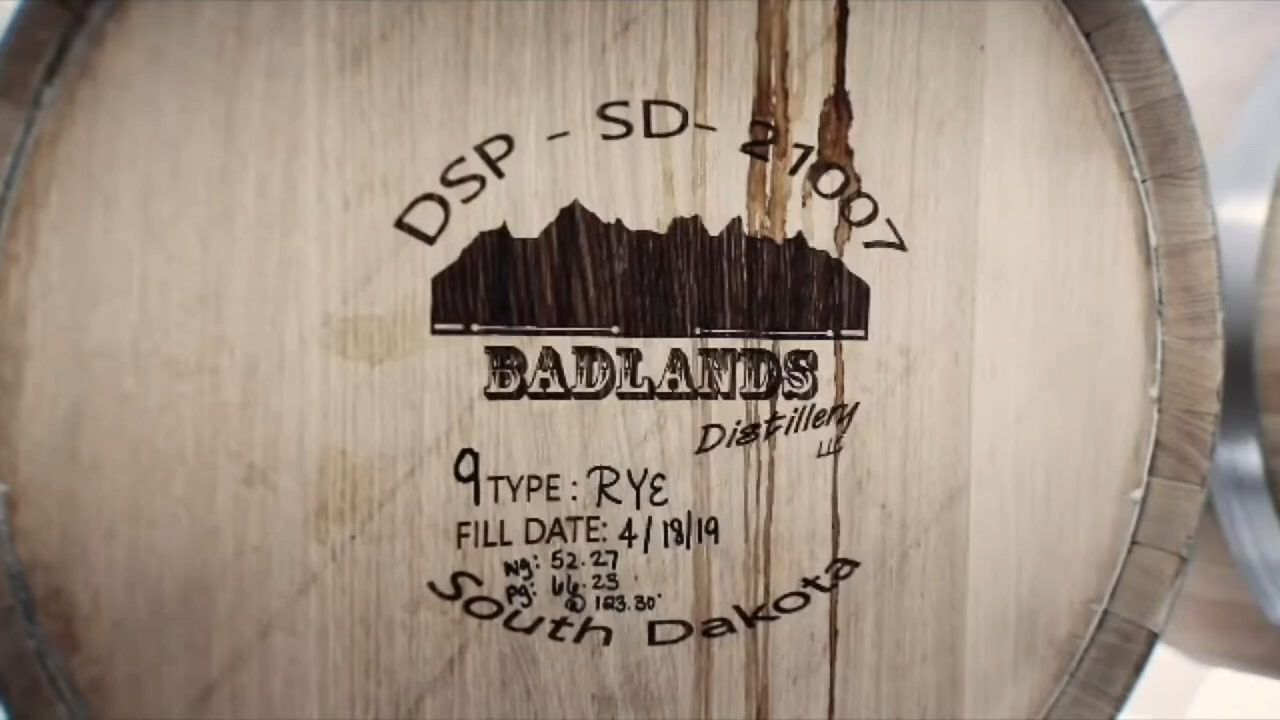 DSP - SD- 21007
BADLANDS
Distillery
LLC
9 TYPE: RYE
FILL DATE: 4/18/19
Wg: 52.27
Pg: 66.23
@ 123.30°
South Dakota